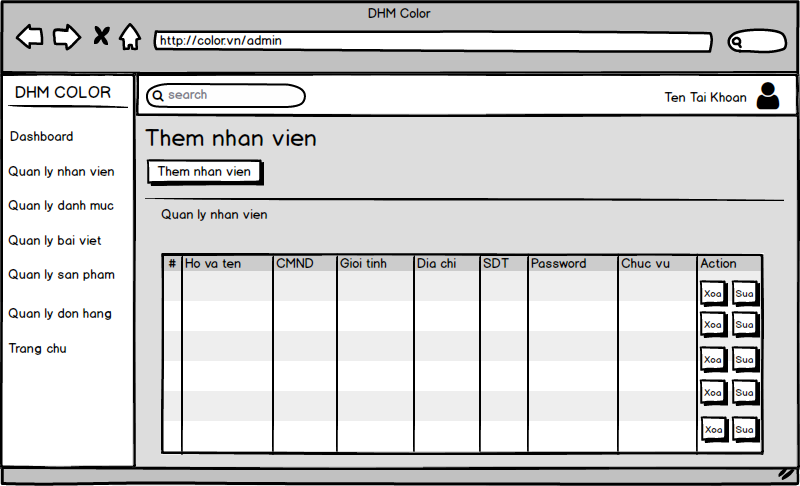 DHM Color
http://color.vn/admin
DHM COLOR
Dashboard
Quan ly nhan vien
Quan ly danh muc
Quan ly bai viet
Quan ly san pham
Quan ly don hang
Trang chu
search
Ten Tai Khoan
Them nhan vien
Them nhan vien
Quan ly nhan vien
# Ho va ten CMND Gioi tinh Dia chi SDT Password Chuc vu Action
Xoa Sua
Xoa Sua
Xoa Sua
Xoa Sua
Xoa Sua